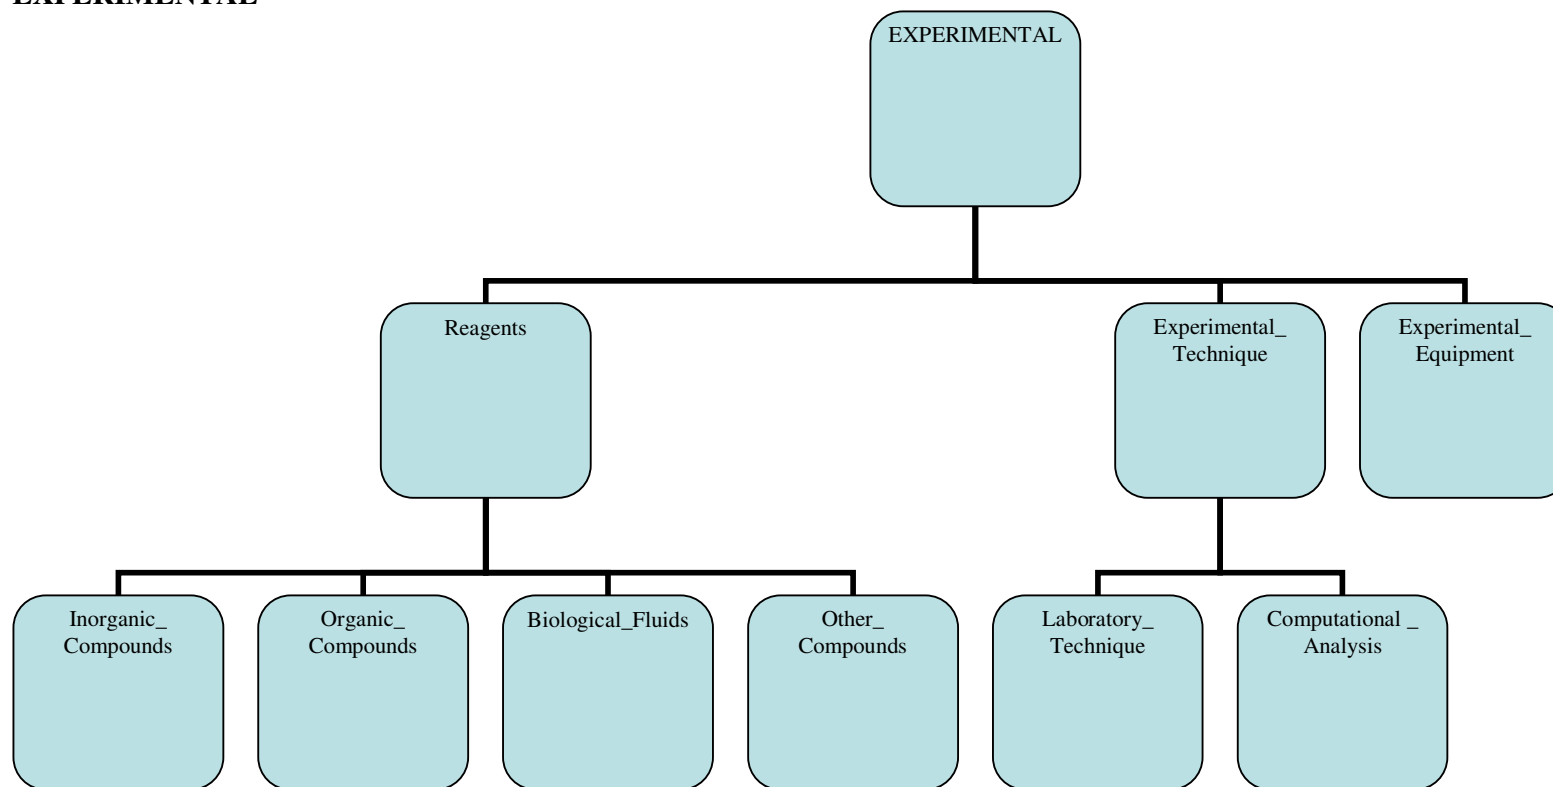 EXPERIMENTAL
EXPERIMENTAL
Reagents
Experimental_
Technique
Experimental_
Equipment
Inorganic_
Compounds
Organic_
Compounds
Biological_Fluids
Other_
Compounds
Laboratory_
Technique
Computational _
Analysis